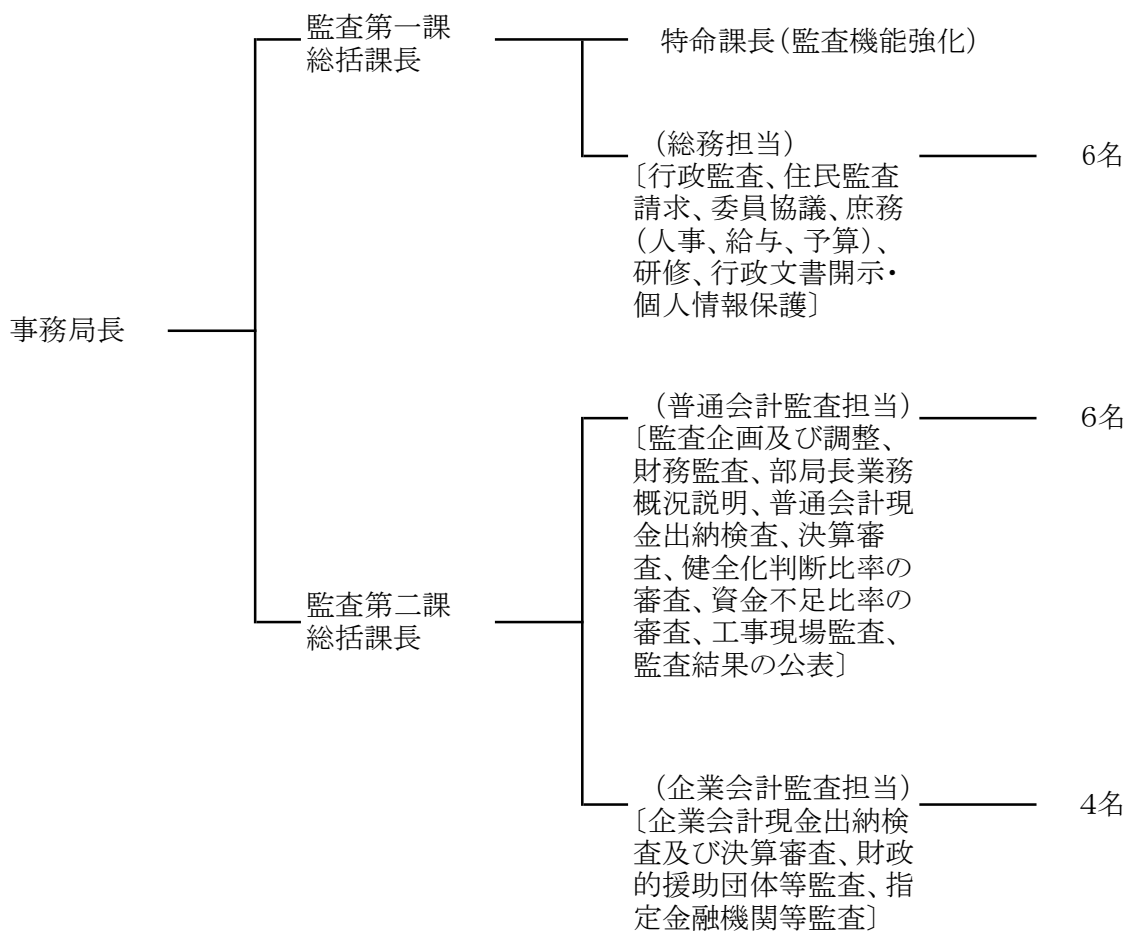 監査第一課
総括課長
特命課長(監査機能強化)
(総務担当)
6名
〔行政監査、住民監査
請求、委員協議、庶務
(人事、給与、予算)、
研修、行政文書開示・
個人情報保護〕
事務局長
(普通会計監査担当)
6名
〔監査企画及び調整、
財務監査、部局長業務
概況説明、普通会計現
金出納検査、決算審
査、健全化判断比率の
審査、資金不足比率の
審査、工事現場監査、
監査結果の公表〕
監査第二課
総括課長
(企業会計監査担当)
4名
〔企業会計現金出納検
査及び決算審査、財政
的援助団体等監査、指
定金融機関等監査〕